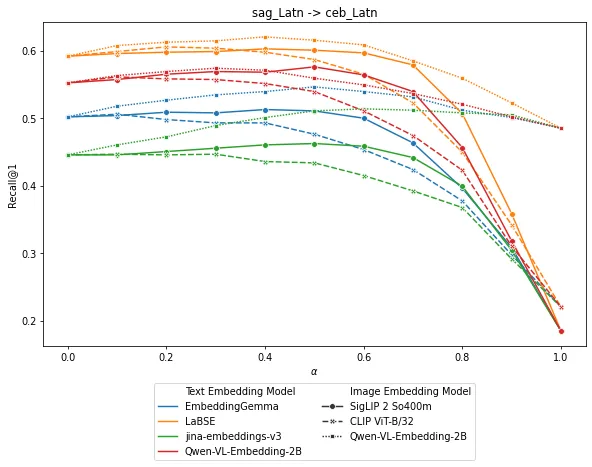 sag_Latn -> ceb_Latn
Recall@1
0.6
0.5
0.4
0.3
0.2
0.0
0.2
0.4
0.6
0.8
1.0
α
Text Embedding Model
EmbeddingGemma
LaBSE
jina-embeddings-v3
Qwen-VL-Embedding-2B
Image Embedding Model
SigLIP 2 So400m
CLIP ViT-B/32
Qwen-VL-Embedding-2B